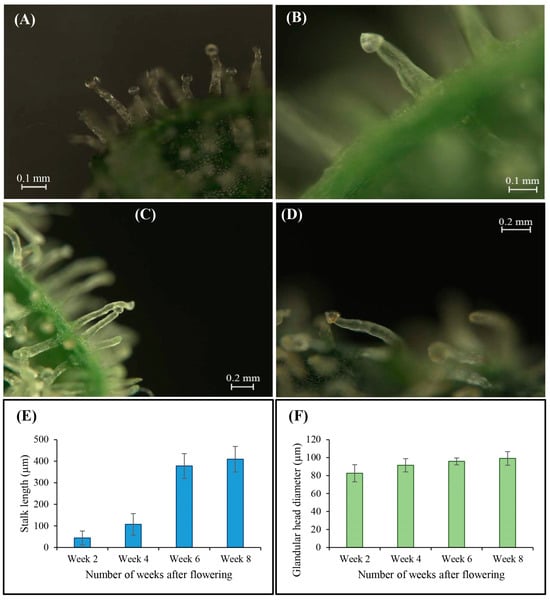 (A)
0.1 mm
(B)
0.1 mm
(C)
0.2 mm
(D)
0.2 mm
(E)
Stalk length (µm)
500
400
300
200
100
0
Week 2 Week 4 Week 6 Week 8
Number of weeks after flowering
(F)
Glandular head diameter (µm)
120
100
80
60
40
20
0
Week 2 Week 4 Week 6 Week 8
Number of weeks after flowering